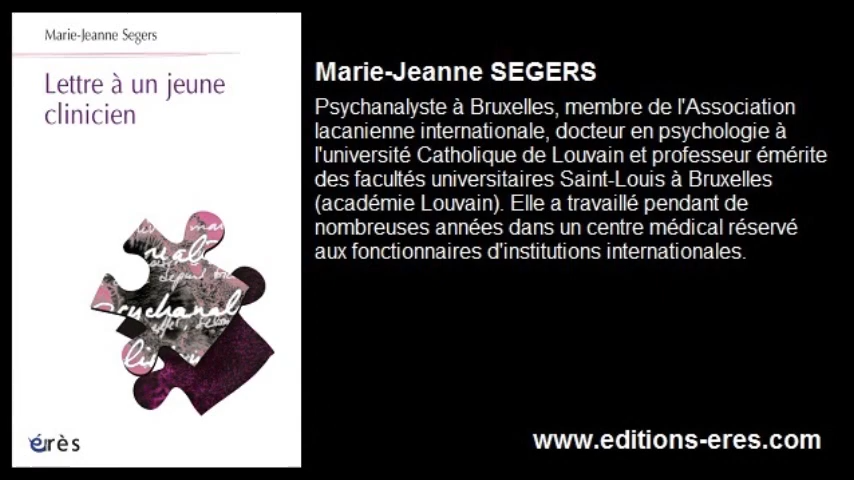 Marie-Jeanne Segers
Lettre à un jeune
clinicien
érès
Marie-Jeanne SEGERS
Psychanalyste à Bruxelles, membre de l'Association
lacanienne internationale, docteur en psychologie à
l'université Catholique de Louvain et professeur émérite
des facultés universitaires Saint-Louis à Bruxelles
(académie Louvain). Elle a travaillé pendant de
nombreuses années dans un centre médical réservé
aux fonctionnaires d'institutions internationales.
www.editions-eres.com